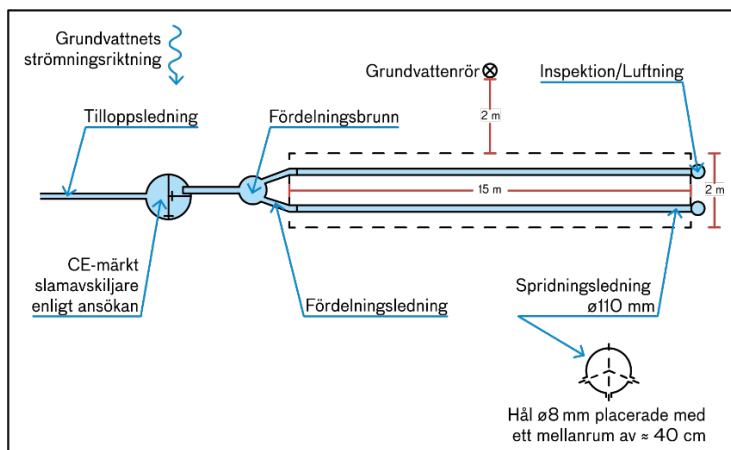 Grundvattnets
strömningsriktning
Grundvattenrör
Inspektion/Luftning
2 m
Tilloppsledning
Fördelningsbrunn
15 m
2 m
CE-märkt
slamavskiljare
enligt ansökan
Fördelningsledning
Spridningsledning
ø110 mm
Hål ø8 mm placerade med
ett mellanrum av ≈ 40 cm